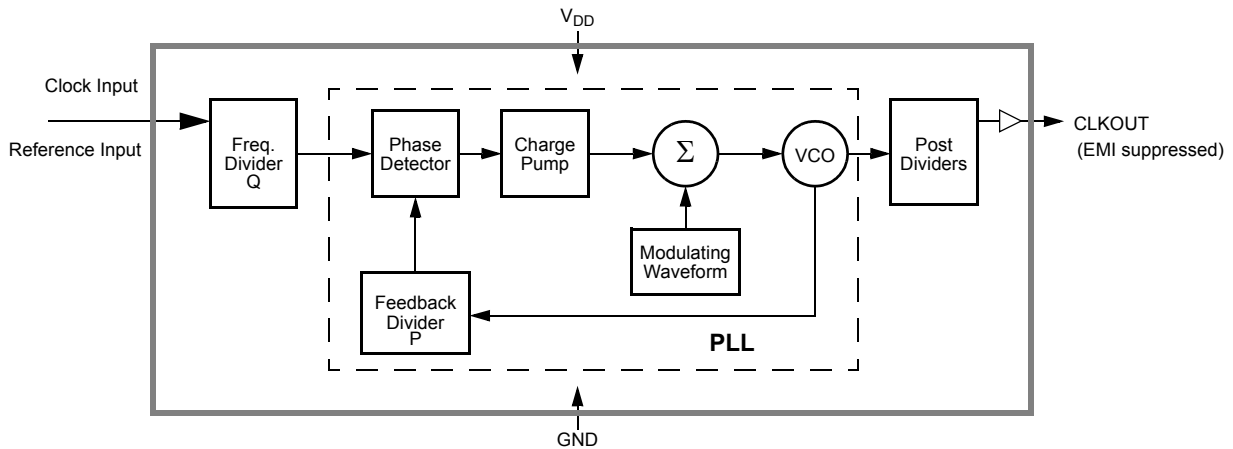 V_DD
Clock Input
Reference Input
Freq.
Divider
Q
Phase
Detector
Charge
Pump
Σ
VCO
Post
Dividers
CLKOUT
(EMI suppressed)
Modulating
Waveform
Feedback
Divider
P
PLL
GND